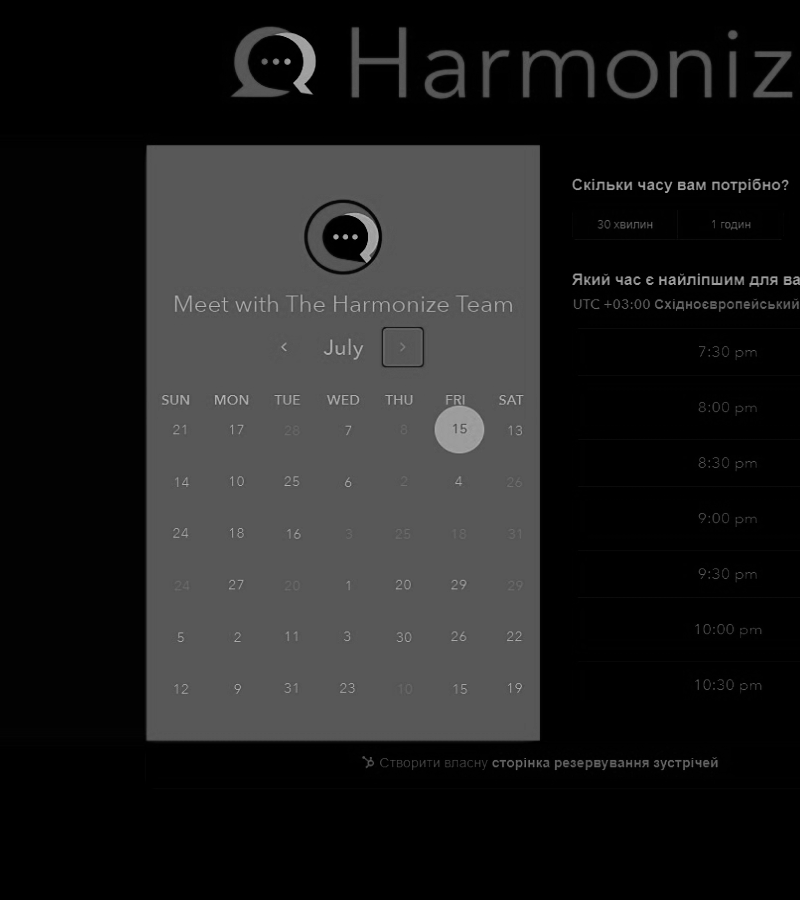 Harmoniz
Meet with The Harmonize Team
July
SUN MON TUE WED THU FRI SAT
21 17 28 7 8 15 13
14 10 25 6 2 4 26
24 18 16 3 25 18 31
24 27 20 1 20 29 29
5 2 11 3 30 26 22
12 9 31 23 10 15 19
Скільки часу вам потрібно?
30 хвилин 1 годин
Який час є найліпшим для ва
UTC +03:00 Східноєвропейський
7:30 pm
8:00 pm
8:30 pm
9:00 pm
9:30 pm
10:00 pm
10:30 pm
Створити власну сторінка резервування зустрічей